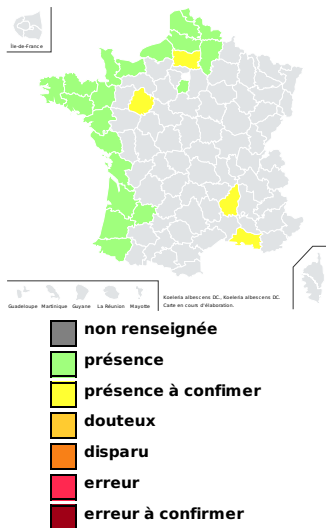 Île-de-France
Koeleria albescens DC., Koeleria albescens DC.
Carte en cours d'élaboration.
Guadeloupe Martinique Guyane La Réunion Mayotte
non renseignée
présence
présence à confimer
douteux
disparu
erreur
erreur à confirmer